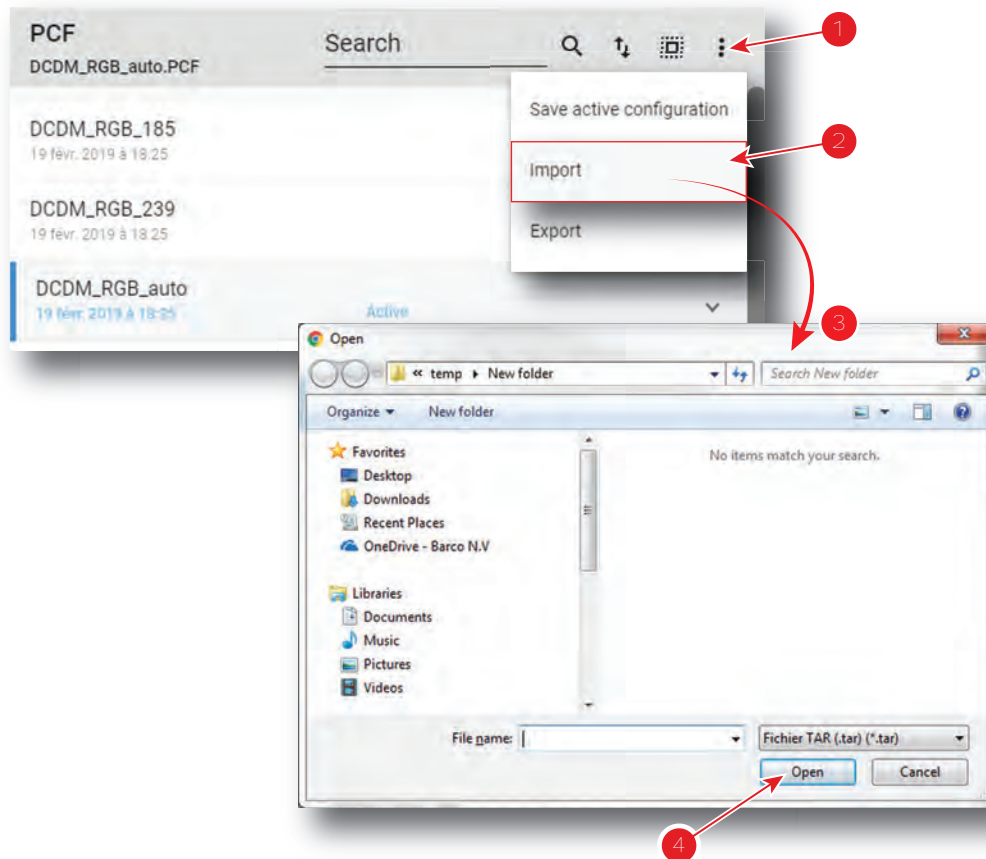 PCF
DCDM_RGB_auto.PCF
Search
1
Save active configuration
DCDM_RGB_185
19 févr. 2019 à 18:25
2
Import
DCDM_RGB_239
19 févr. 2019 à 18:25
Export
DCDM_RGB_auto
19 févr. 2019 à 18:25
Active
3
Open
« temp ▸ New folder
Search New folder
Organize
New folder
Favorites
Desktop
Downloads
Recent Places
OneDrive - Barco N.V
Libraries
Documents
Music
Pictures
Videos
No items match your search.
File name:
Fichier TAR (.tar) (*.tar)
Open
Cancel
4